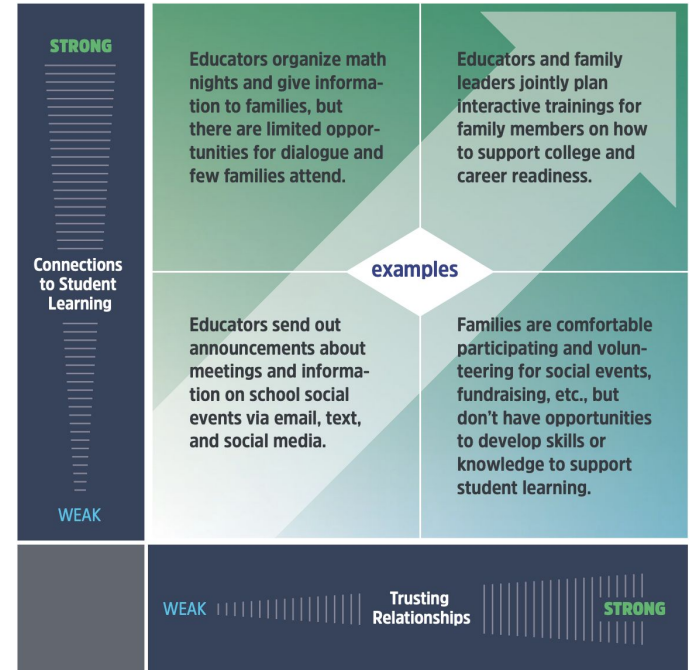 STRONG
Connections
to Student
Learning
WEAK
Educators organize math
nights and give informa-
tion to families, but
there are limited oppor-
tunities for dialogue and
few families attend.
Educators and family
leaders jointly plan
interactive trainings for
family members on how
to support college and
career readiness.
examples
Educators send out
announcements about
meetings and informa-
tion on school social
events via email, text,
and social media.
Families are comfortable
participating and volun-
teering for social events,
fundraising, etc., but
don't have opportunities
to develop skills or
knowledge to support
student learning.
WEAK
Trusting
Relationships
STRONG